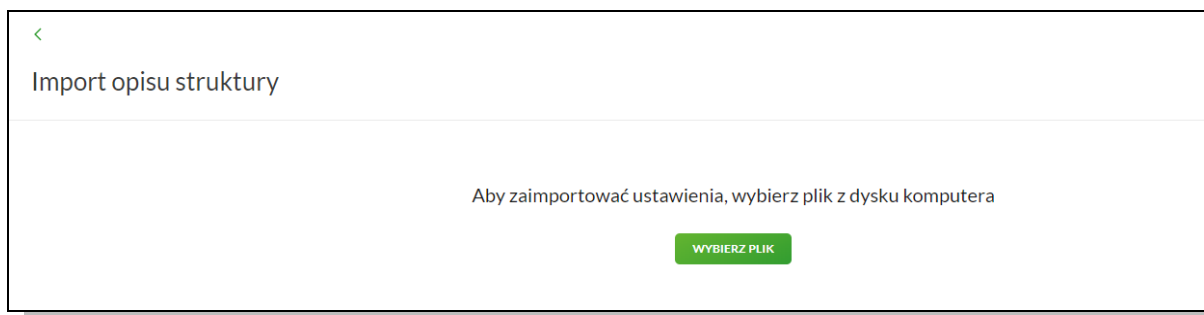 Import opisu struktury
Aby zaimportować ustawienia, wybierz plik z dysku komputera
WYBIERZ PLIK